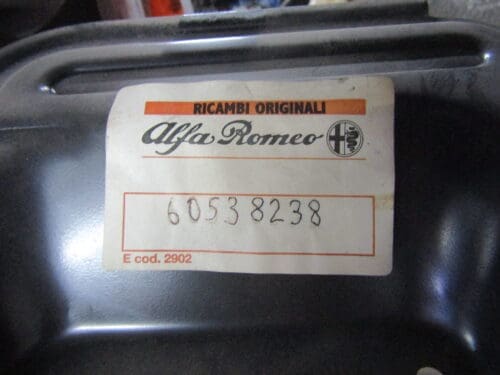 RICAMBI ORIGINALI
Alfa Romeo
60538238
E cod. 2902